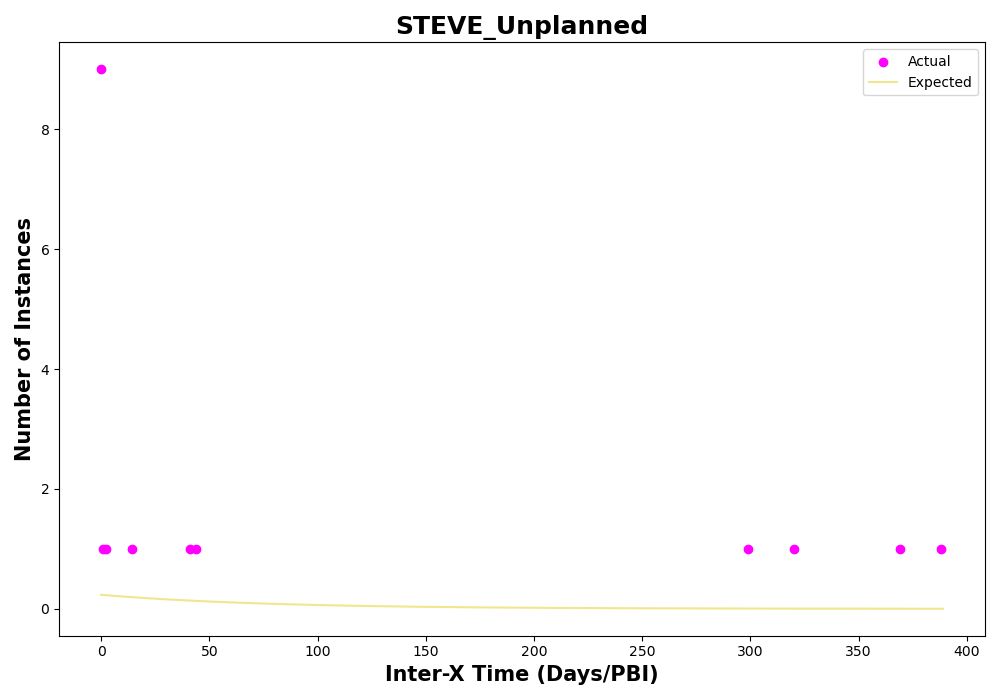 STEVE_Unplanned
Actual
Expected
Number of Instances
8
6
4
2
0
0 50 100 150 200 250 300 350 400
Inter-X Time (Days/PBI)